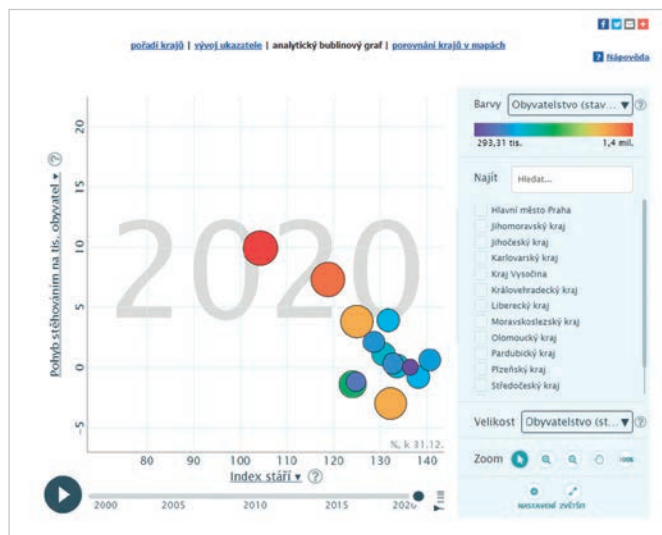 pořadí krajů | vývoj ukazatele | analytický bublinový graf | porovnání krajů v mapách
? Nápověda
Barvy Obyvatelstvo (stav... ▼ ?
293,31 tis. 1,4 mil.
Najít Hledat...
Hlavní město Praha
Jihomoravský kraj
Jihočeský kraj
Karlovarský kraj
Kraj Vysočina
Královehradecký kraj
Liberecký kraj
Moravskoslezský kraj
Olomoucký kraj
Pardubický kraj
Plzeňský kraj
Středočeský kraj
Velikost Obyvatelstvo (st... ▼ ?
Zoom 100%
NASTAVENÍ ZVĚTŠIT
Pohyb stěhováním na tis. obyvatel ▼ ?
20
15
10
5
0
-5
2020
%, k 31.12.
80 90 100 110 120 130 140
Index stáří ▼ ?
2000 2005 2010 2015 2020